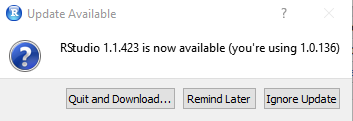 Update Available
?
RStudio 1.1.423 is now available (you're using 1.0.136)
Quit and Download... Remind Later Ignore Update